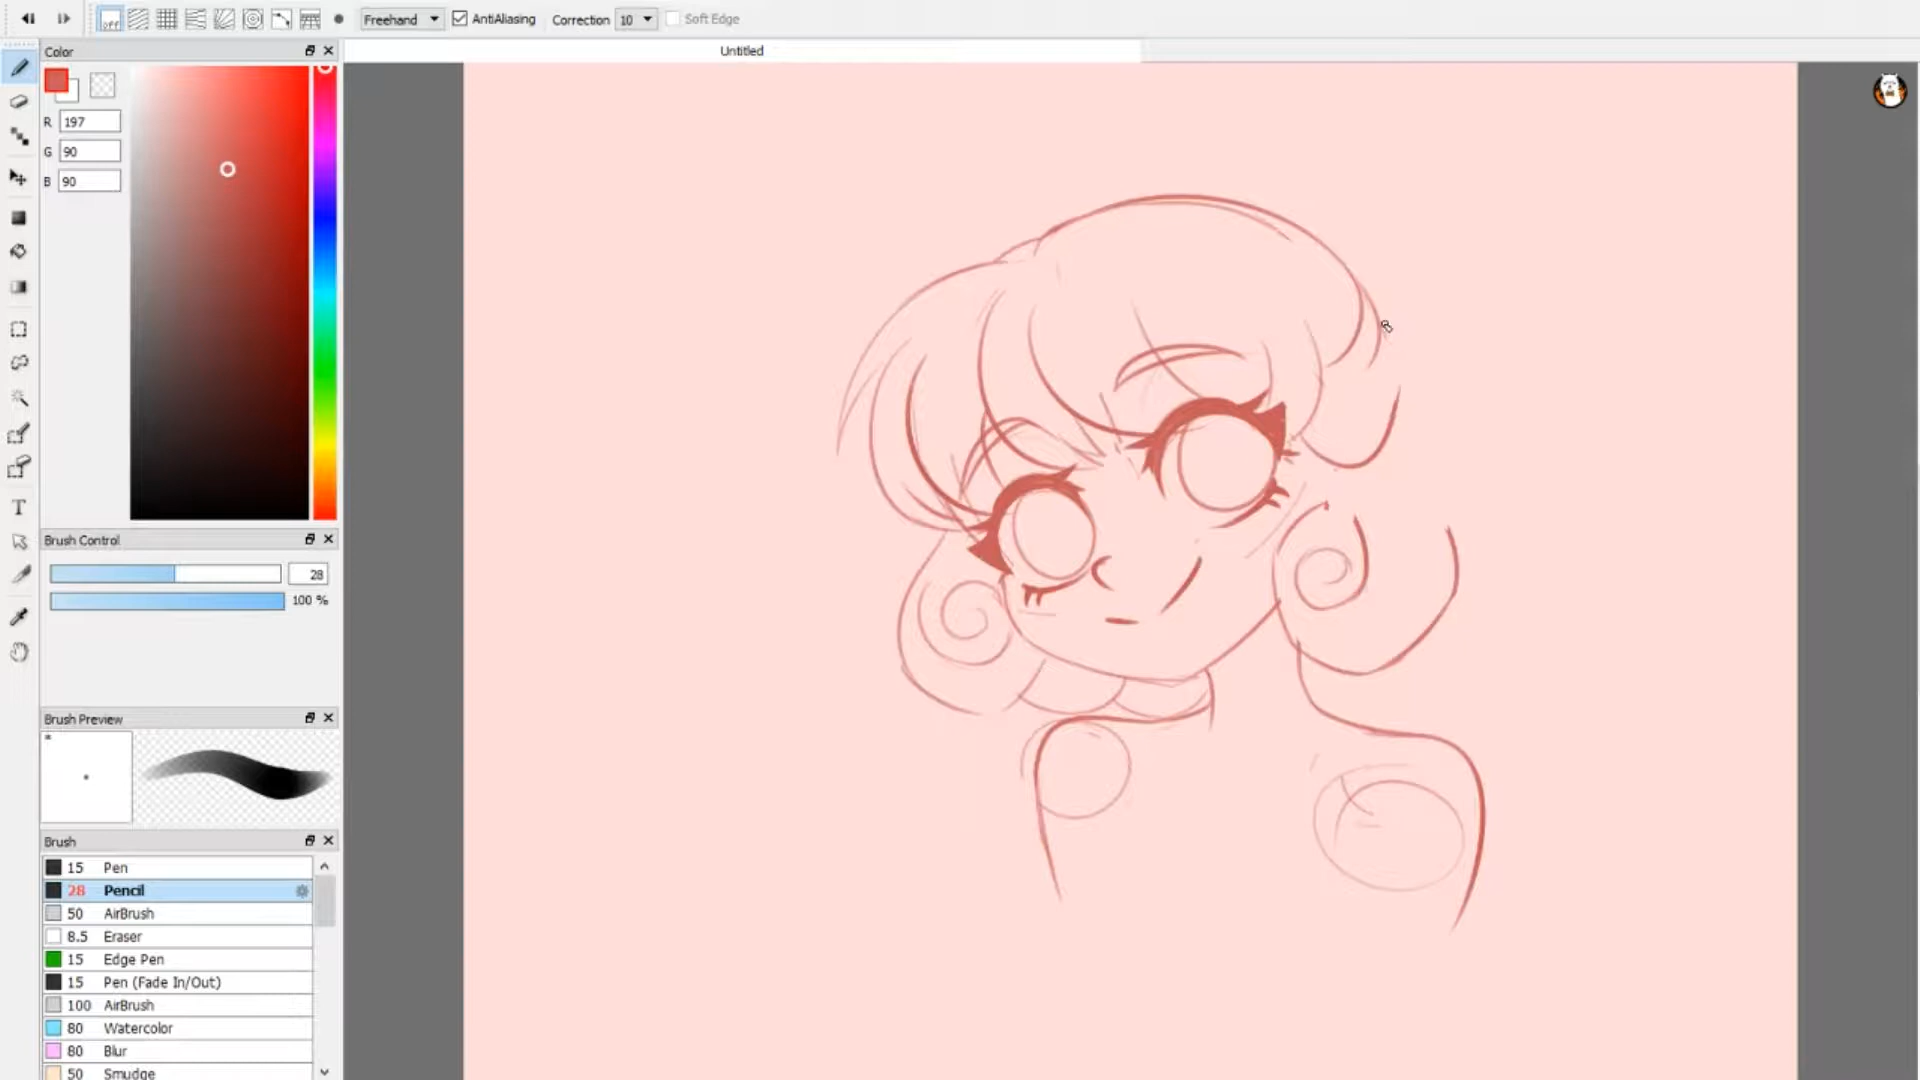 off Freehand AntiAliasing Correction 10 Soft Edge
Color
Untitled
R 197
G 90
B 90
Brush Control
28
100 %
Brush Preview
*
Brush
15 Pen
28 Pencil
50 AirBrush
8.5 Eraser
15 Edge Pen
15 Pen (Fade In/Out)
100 AirBrush
80 Watercolor
80 Blur
50 Smudge
T